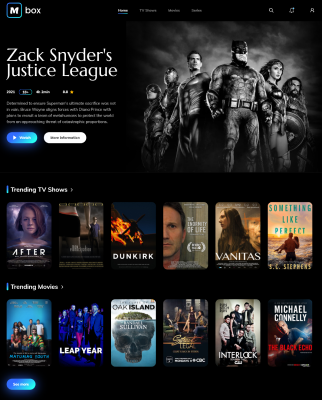 M box
Home TV Shows Movies Genre
Zack Snyder's
Justice League
2021 18+ 4h 2min 8.0
Determined to ensure Superman's ultimate sacrifice was not
in vain, Bruce Wayne aligns forces with Diana Prince with
plans to recruit a team of metahumans to protect the world
from an approaching threat of catastrophic proportions.
Watch More information
Trending TV Shows
AFTER
DUNKIRK
THE
INSANITY
OF LIFE
VANITAS
SOMETHING
LIKE
PERFECT
S.C. STEPHENS
Trending Movies
LEAP YEAR
OAK ISLAND
SULLIVAN
LEGAL
INTERLOCK
MICHAEL
CONNELLY
THE BLACK ECHO
See more